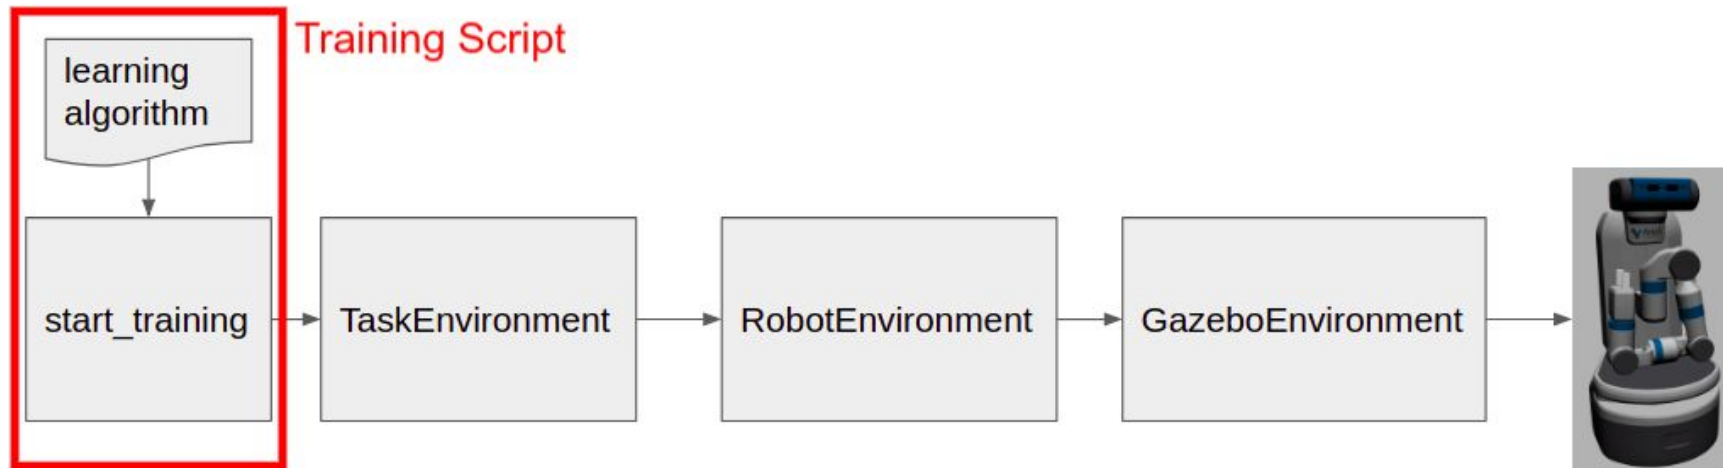 Training Script
learning
algorithm
start_training
TaskEnvironment
RobotEnvironment
GazeboEnvironment